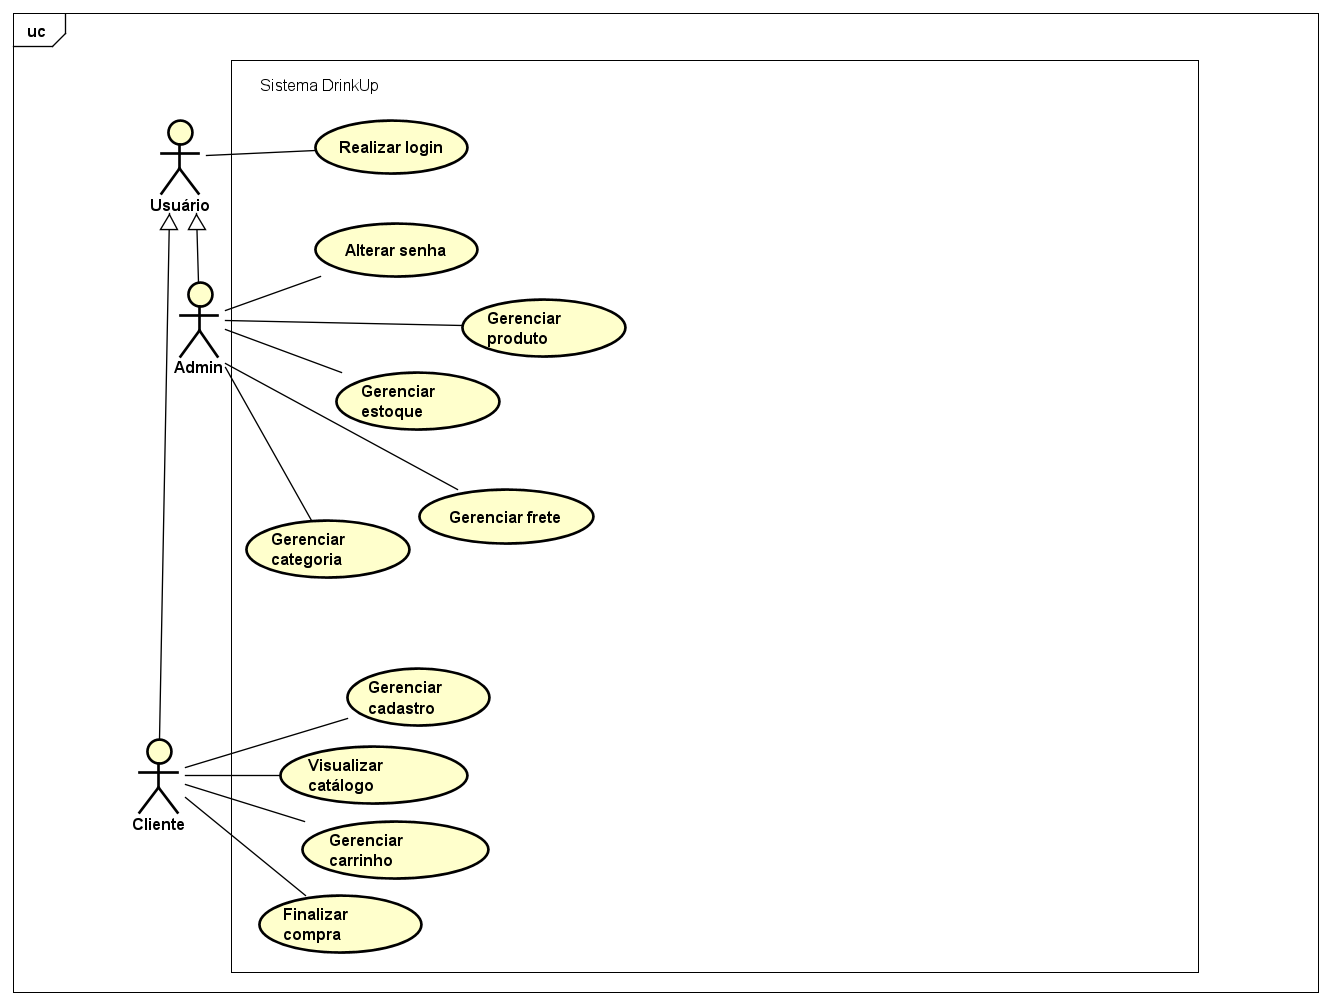 uc
Sistema DrinkUp
Realizar login
Usuário
Alterar senha
Gerenciar
produto
Admin
Gerenciar
estoque
Gerenciar frete
Gerenciar
categoria
Gerenciar
cadastro
Visualizar
catálogo
Cliente
Gerenciar
carrinho
Finalizar
compra